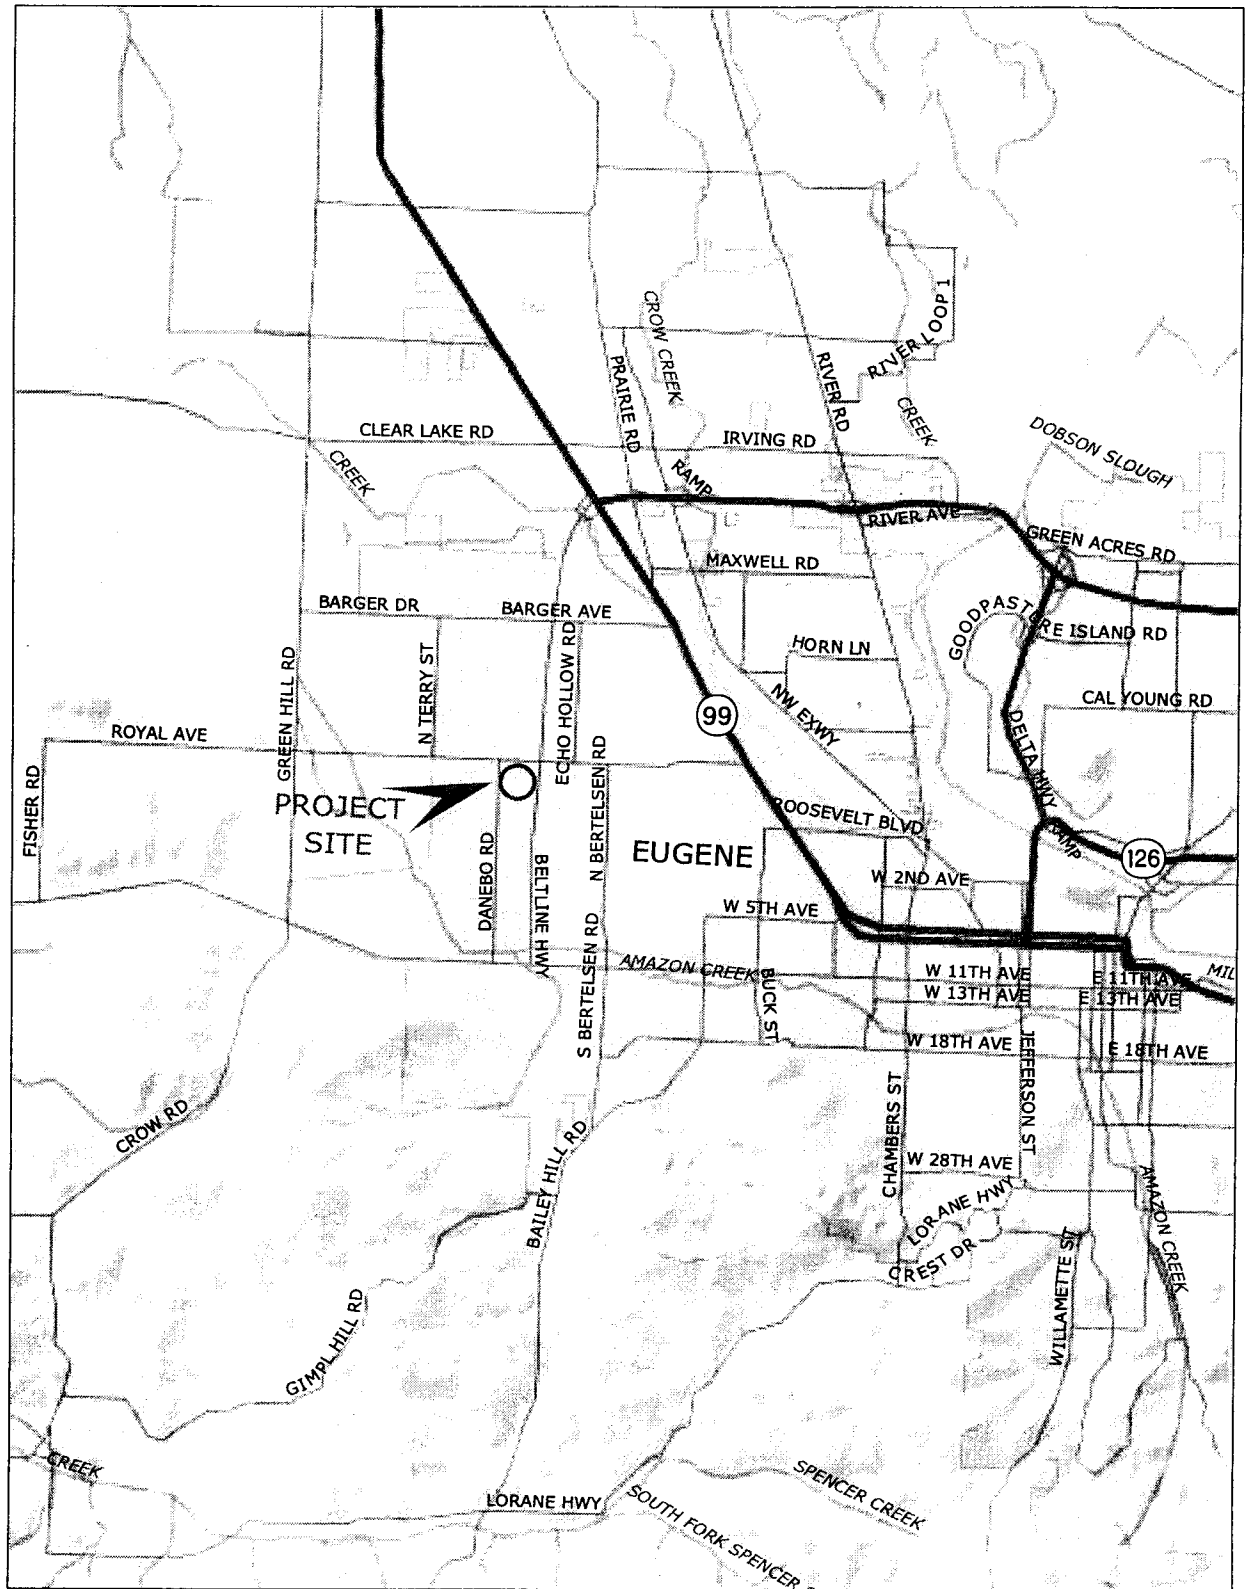 CROW CREEK
RIVER LOOP 1
PRAIRIE RD
RIVER RD
CREEK
CLEAR LAKE RD
IRVING RD
DOBSON SLOUGH
CREEK
RAMP
RIVER AVE
GREEN ACRES RD
MAXWELL RD
BARGER DR
BARGER AVE
GOODPASTURE ISLAND RD
HORN LN
ECHO HOLLOW RD
N TERRY ST
GREEN HILL RD
NW EXWY
CAL YOUNG RD
99
ROYAL AVE
DELTA HWY
FISHER RD
PROJECT
SITE
N BERTELSEN RD
ROOSEVELT BLVD
RAMP
126
EUGENE
DANEBO RD
BELTLINE HWY
W 2ND AVE
W 5TH AVE
S BERTELSEN RD
AMAZON CREEK
BUCK ST
W 11TH AVE
E 11TH AVE
MIL
W 13TH AVE
E 13TH AVE
W 18TH AVE
E 18TH AVE
JEFFERSON ST
CROW RD
CHAMBERS ST
BAILEY HILL RD
W 28TH AVE
LORANE HWY
AMAZON CREEK
CREST DR
WILLAMETTE ST
GIMPL HILL RD
CREEK
SPENCER CREEK
LORANE HWY
SOUTH FORK SPENCER